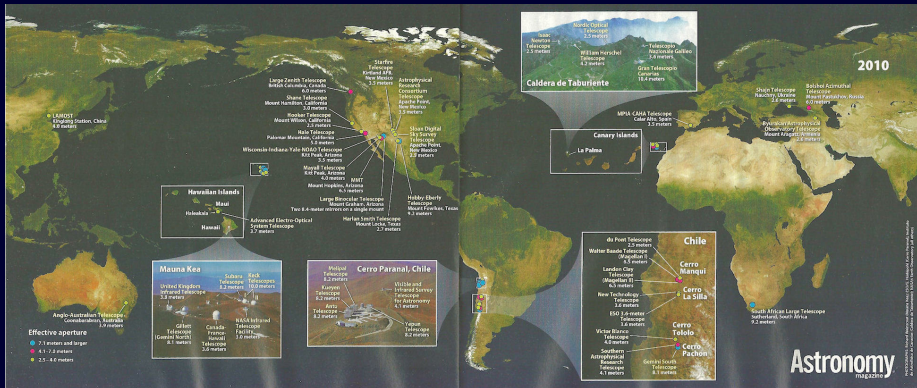 2010
LAMOST
Xinglong Station, China
4.0 meters
Anglo-Australian Telescope
Coonabarabran, Australia
3.9 meters
Effective aperture
7.1 meters and larger
4.1-7.0 meters
2.5-4.0 meters
Hawaiian Islands
Maui
Haleakala
Hawaii
Advanced Electro-Optical
System Telescope
3.7 meters
Mauna Kea
United Kingdom
Infrared Telescope
3.8 meters
Subaru
Telescope
8.2 meters
Keck
Telescopes
10.0 meters
Gillett
Telescope
(Gemini North)
8.1 meters
Canada-
France-
Hawaii
Telescope
3.6 meters
NASA Infrared
Telescope
Facility
3.0 meters
Large Zenith Telescope
British Columbia, Canada
6.0 meters
Shane Telescope
Mount Hamilton, California
3.0 meters
Hooker Telescope
Mount Wilson, California
2.5 meters
Hale Telescope
Palomar Mountain, California
5.0 meters
Wisconsin-Indiana-Yale-NOAO Telescope
Kitt Peak, Arizona
3.5 meters
Mayall Telescope
Kitt Peak, Arizona
4.0 meters
MMT
Mount Hopkins, Arizona
6.5 meters
Large Binocular Telescope
Mount Graham, Arizona
Two 8.4-meter mirrors on a single mount
Harlan Smith Telescope
Mount Locke, Texas
2.7 meters
Hobby-Eberly
Telescope
Mount Fowlkes, Texas
9.2 meters
Starfire
Telescope
Kirtland AFB,
New Mexico
3.5 meters
Astrophysical
Research
Consortium
Telescope
Apache Point,
New Mexico
3.5 meters
Sloan Digital
Sky Survey
Telescope
Apache Point,
New Mexico
2.5 meters
Cerro Paranal, Chile
Melipal
Telescope
8.2 meters
Kueyen
Telescope
8.2 meters
Antu
Telescope
8.2 meters
Visible and
Infrared Survey
Telescope
for Astronomy
4.1 meters
Yepun
Telescope
8.2 meters
Caldera de Taburiente
Isaac
Newton
Telescope
2.5 meters
Nordic Optical
Telescope
2.5 meters
William Herschel
Telescope
4.2 meters
Telescopio
Nazionale Galileo
3.6 meters
Gran Telescopio
Canarias
10.4 meters
Canary Islands
La Palma
MPIA-CAHA Telescope
Calar Alto, Spain
3.5 meters
Shajn Telescope
Nauchny, Ukraine
2.6 meters
Bolshoi Azimuthal
Telescope
Mount Pastukhov, Russia
6.0 meters
Byurakan Astrophysical
Observatory Telescope
Mount Aragatz, Armenia
2.6 meters
Chile
du Pont Telescope
2.5 meters
Walter Baade Telescope
(Magellan I)
6.5 meters
Landon Clay
Telescope
(Magellan II)
6.5 meters
New Technology
Telescope
3.6 meters
ESO 3.6-meter
Telescope
3.6 meters
Victor Blanco
Telescope
4.0 meters
Southern
Astrophysical
Research
Telescope
4.1 meters
Gemini South
Telescope
8.1 meters
Cerro
Manqui
Cerro
La Silla
Cerro
Tololo
Cerro
Pachon
South African Large Telescope
Sutherland, South Africa
9.2 meters
Astronomy
magazine